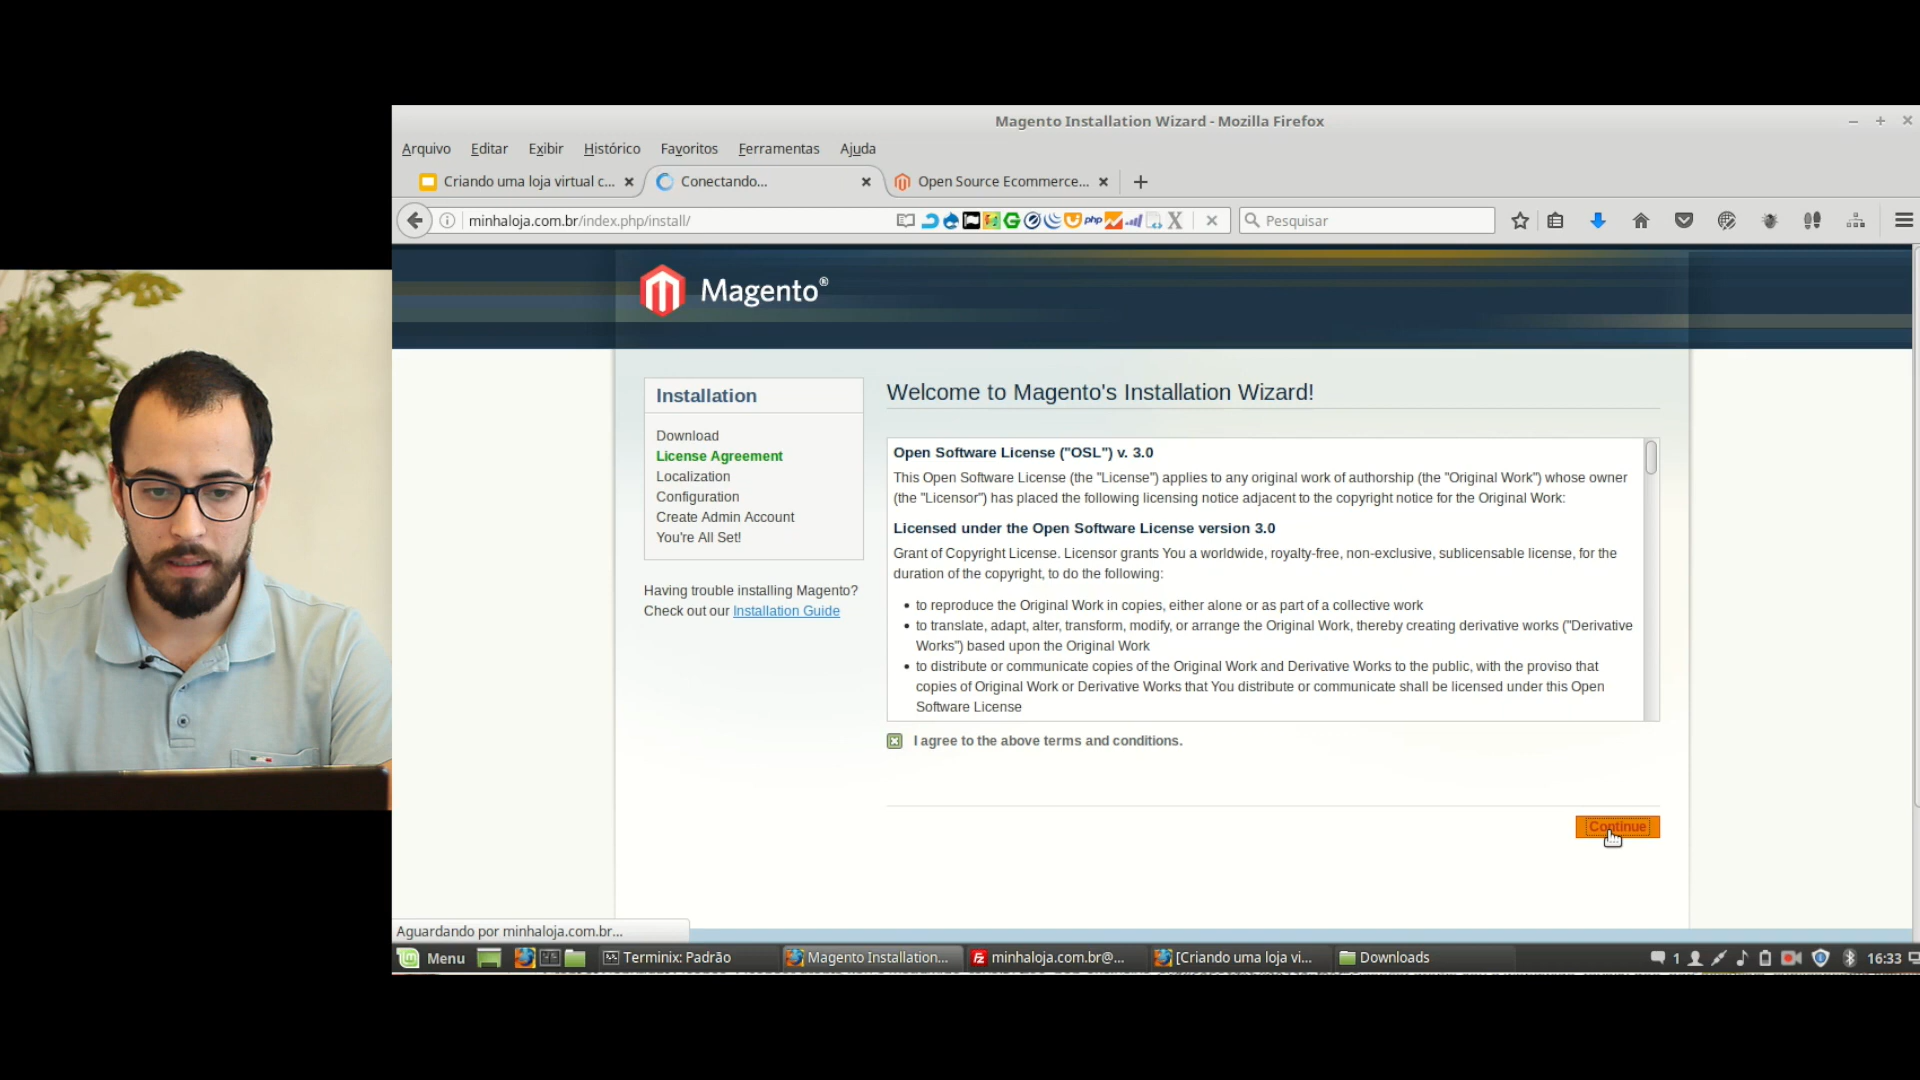 Magento Installation Wizard - Mozilla Firefox
Arquivo Editar Exibir Histórico Favoritos Ferramentas Ajuda
Criando uma loja virtual c... Conectando... Open Source Ecommerce...
minhaloja.com.br/index.php/install/ php Pesquisar
Magento®
Installation
Download
License Agreement
Localization
Configuration
Create Admin Account
You're All Set!
Having trouble installing Magento?
Check out our Installation Guide
Welcome to Magento's Installation Wizard!
Open Software License ("OSL") v. 3.0
This Open Software License (the "License") applies to any original work of authorship (the "Original Work") whose owner
(the "Licensor") has placed the following licensing notice adjacent to the copyright notice for the Original Work:
Licensed under the Open Software License version 3.0
Grant of Copyright License. Licensor grants You a worldwide, royalty-free, non-exclusive, sublicensable license, for the
duration of the copyright, to do the following:
• to reproduce the Original Work in copies, either alone or as part of a collective work
• to translate, adapt, alter, transform, modify, or arrange the Original Work, thereby creating derivative works ("Derivative
Works") based upon the Original Work
• to distribute or communicate copies of the Original Work and Derivative Works to the public, with the proviso that
copies of Original Work or Derivative Works that You distribute or communicate shall be licensed under this Open
Software License
I agree to the above terms and conditions.
Continue
Aguardando por minhaloja.com.br...
Menu Terminix: Padrão Magento Installation... minhaloja.com.br@... [Criando uma loja vi... Downloads 1 16:33